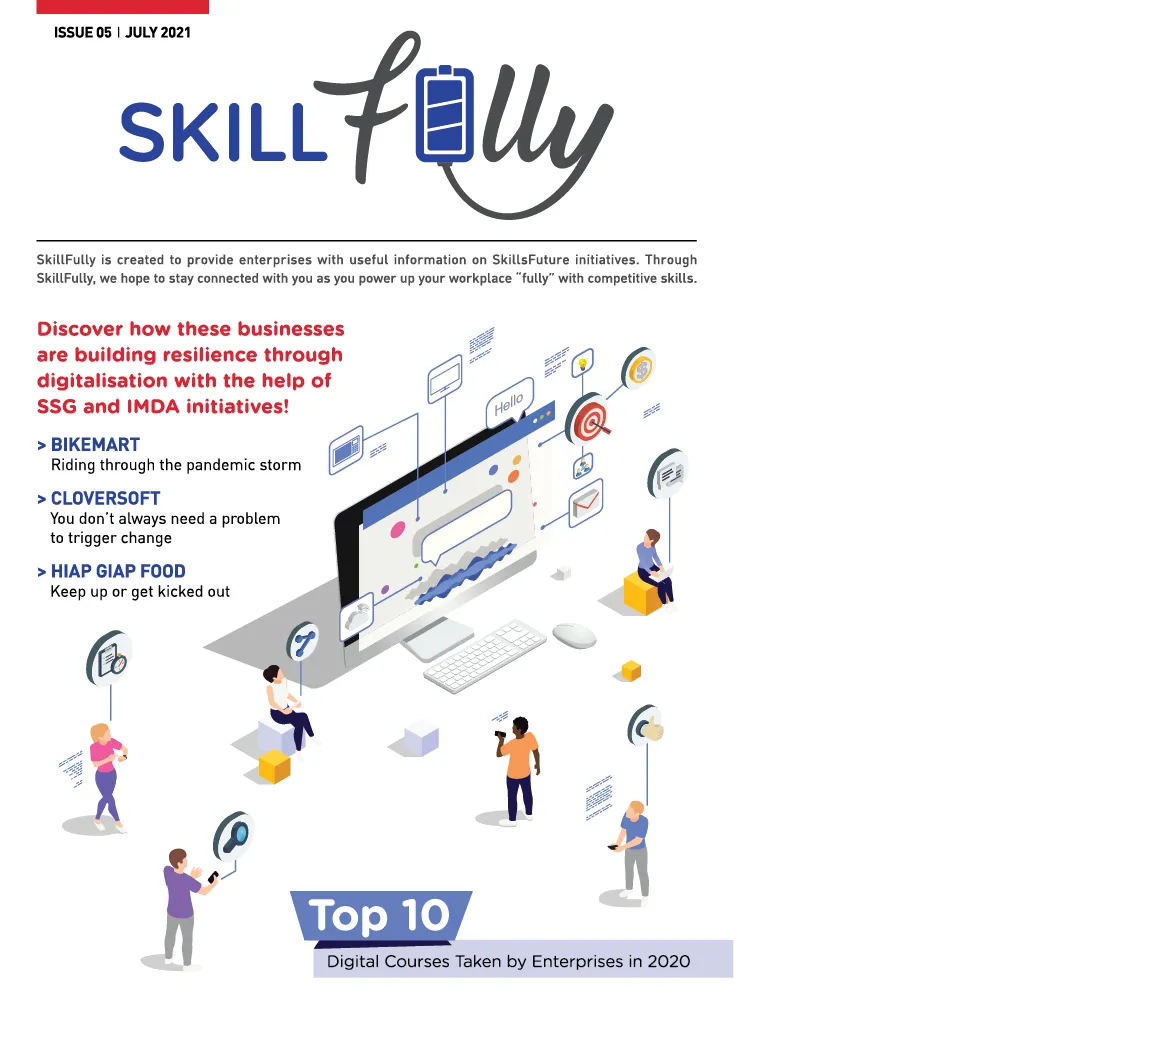 ISSUE 05 | JULY 2021
SKILLfully
SkillFully is created to provide enterprises with useful information on SkillsFuture initiatives. Through
SkillFully, we hope to stay connected with you as you power up your workplace “fully” with competitive skills.
Discover how these businesses
are building resilience through
digitalisation with the help of
SSG and IMDA initiatives!
> BIKEMART
Riding through the pandemic storm
> CLOVERSOFT
You don’t always need a problem
to trigger change
> HIAP GIAP FOOD
Keep up or get kicked out
Hello
Top 10
Digital Courses Taken by Enterprises in 2020